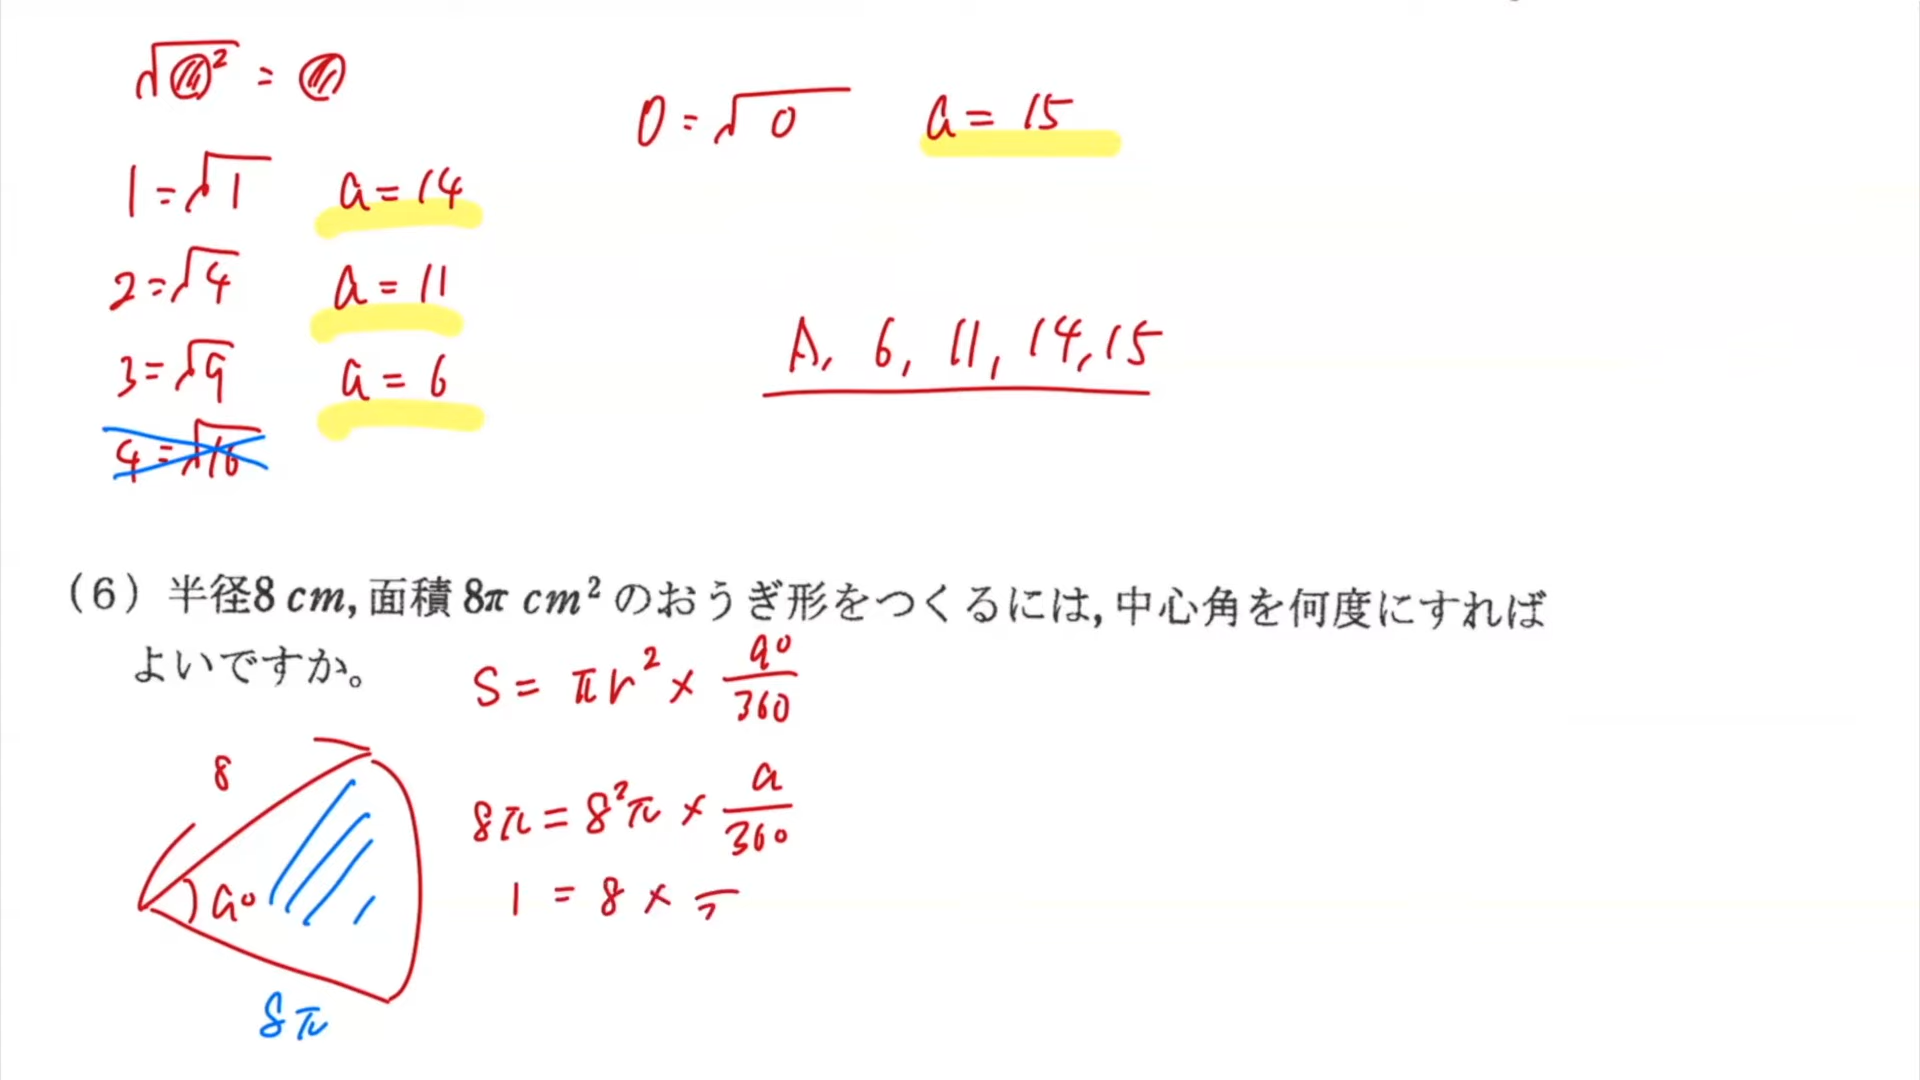 √●² = ●
0 = √0  a = 15
1 = √1  a = 14
2 = √4  a = 11
3 = √9  a = 6
4 = √16
A, 6, 11, 14, 15
(6) 半径8 cm, 面積 8π cm² のおうぎ形をつくるには, 中心角を何度にすれば
よいですか。
S = πr² × a°/360
8π = 8²π × a/360
1 = 8 ×
8
a°
8π